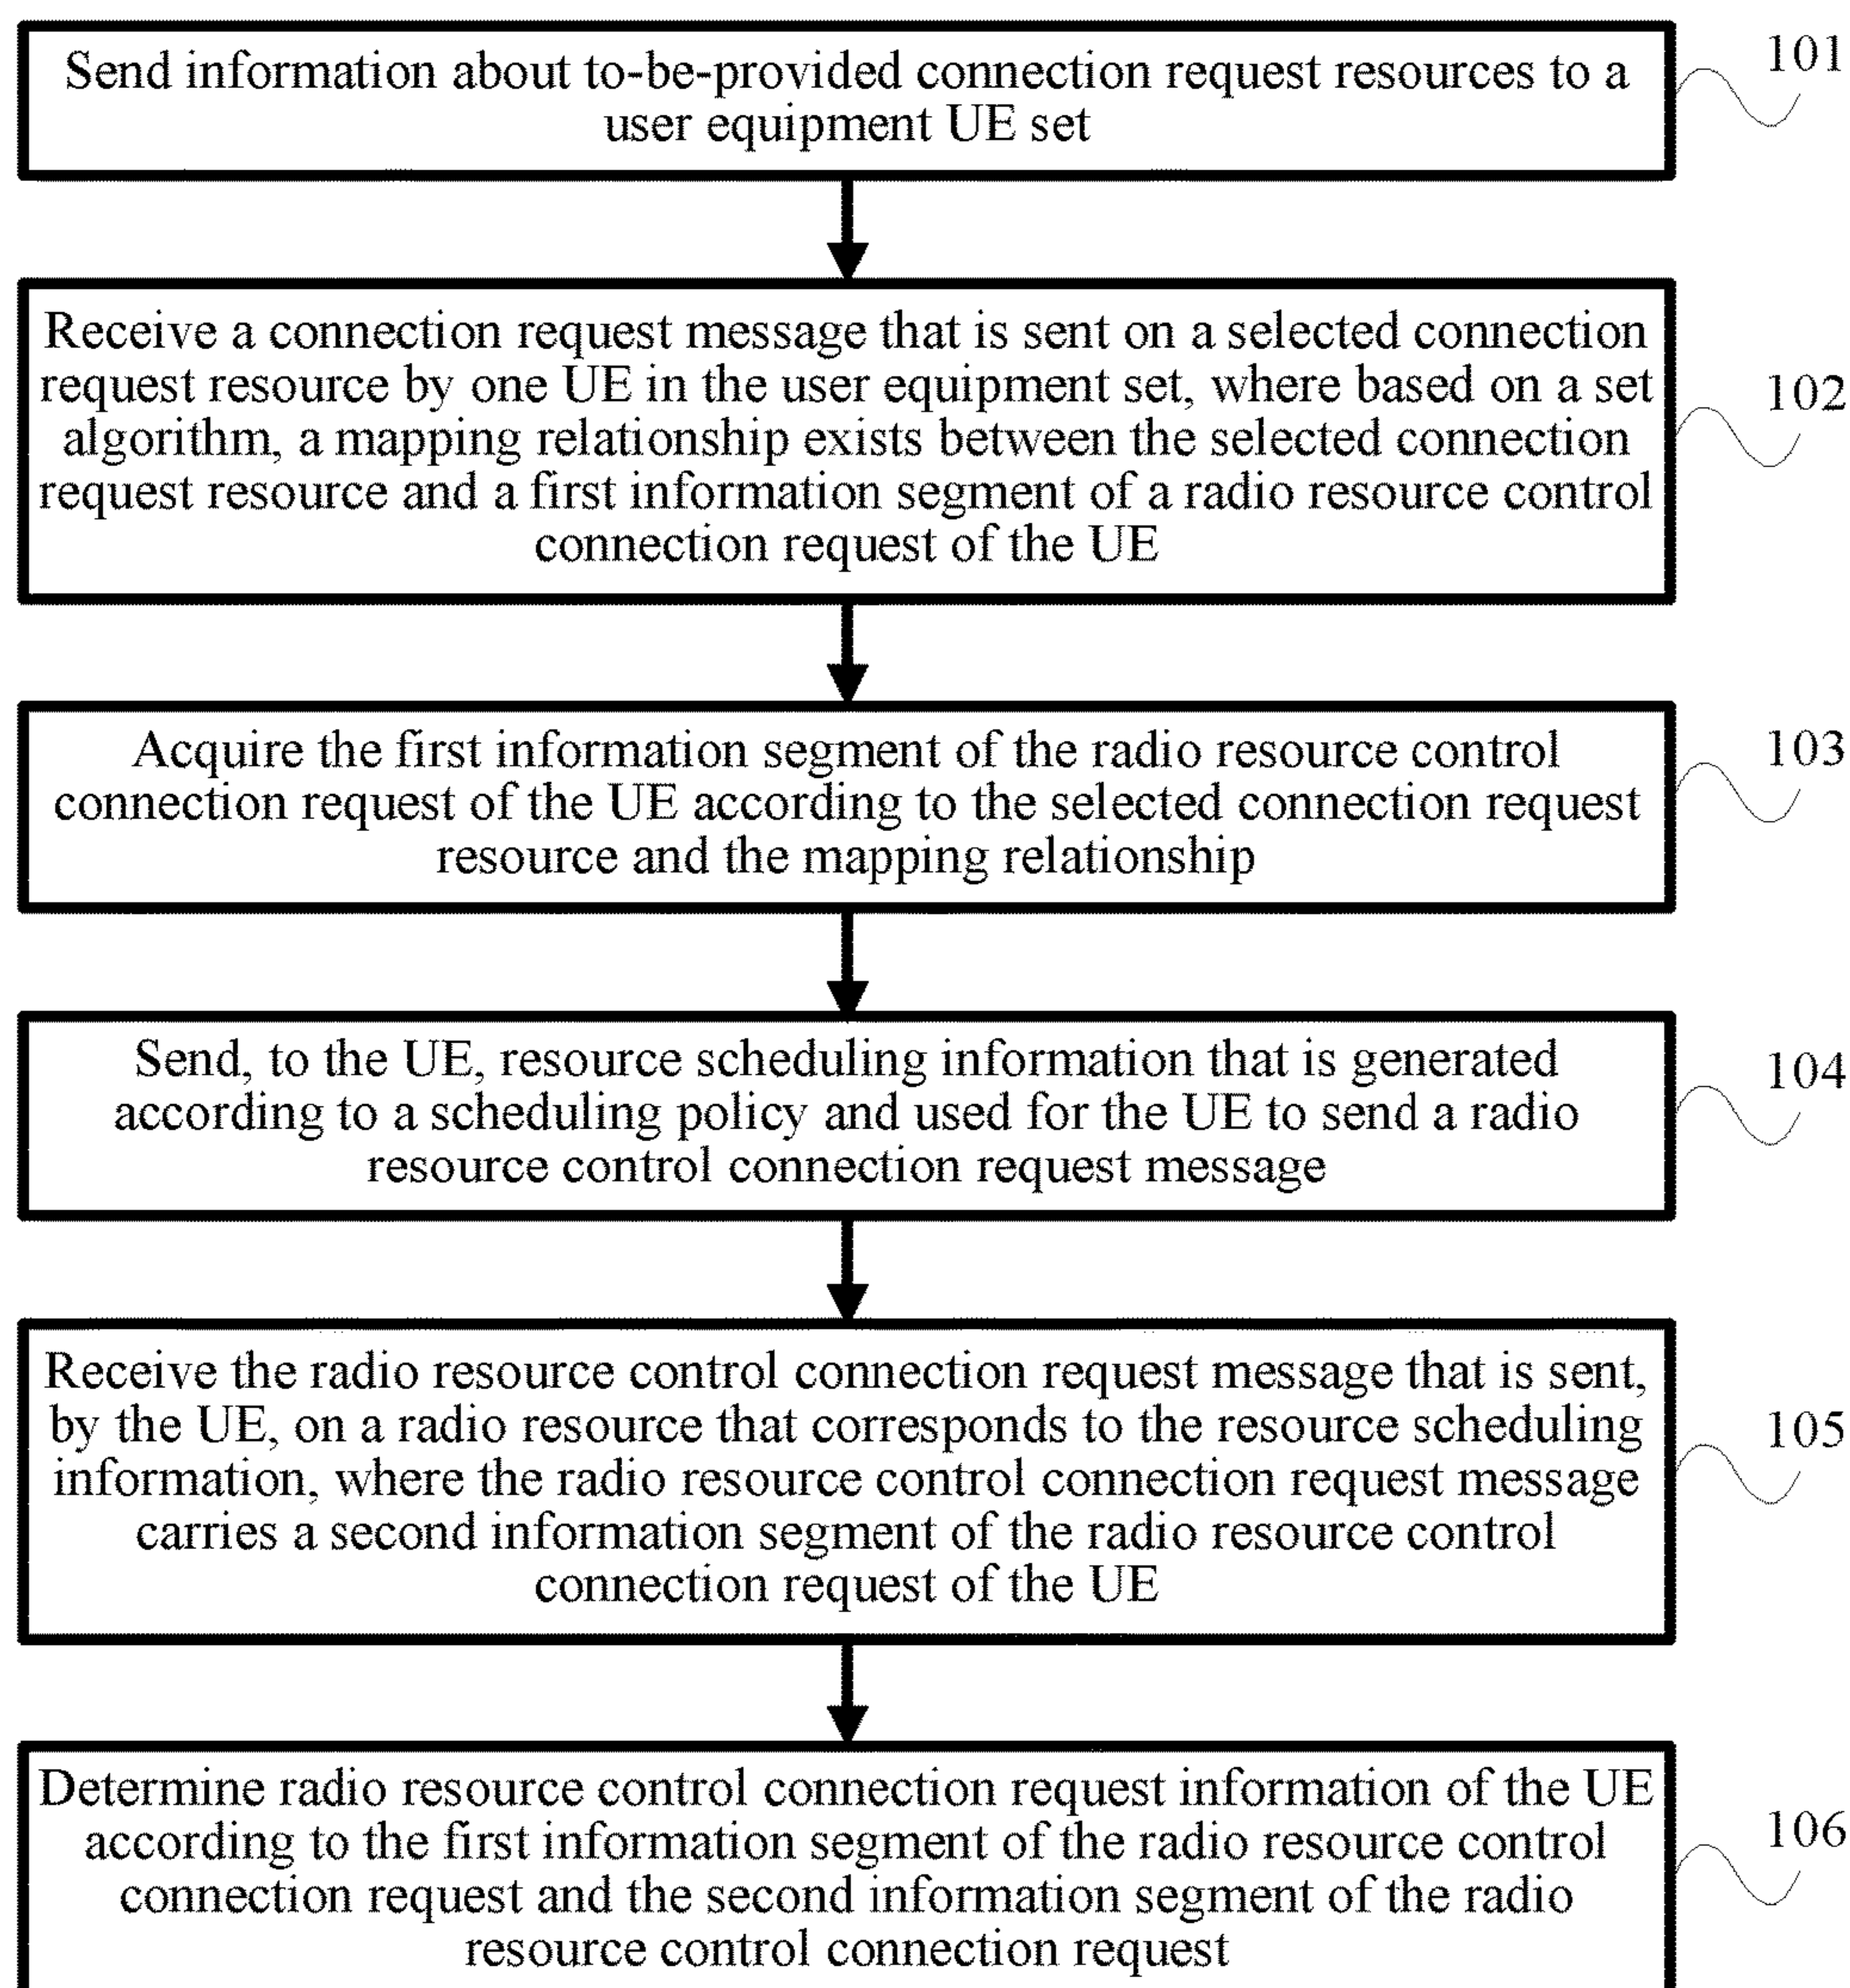 Send information about to-be-provided connection request resources to a
user equipment UE set
101
Receive a connection request message that is sent on a selected connection
request resource by one UE in the user equipment set, where based on a set
algorithm, a mapping relationship exists between the selected connection
request resource and a first information segment of a radio resource control
connection request of the UE
102
Acquire the first information segment of the radio resource control
connection request of the UE according to the selected connection request
resource and the mapping relationship
103
Send, to the UE, resource scheduling information that is generated
according to a scheduling policy and used for the UE to send a radio
resource control connection request message
104
Receive the radio resource control connection request message that is sent,
by the UE, on a radio resource that corresponds to the resource scheduling
information, where the radio resource control connection request message
carries a second information segment of the radio resource control
connection request of the UE
105
Determine radio resource control connection request information of the UE
according to the first information segment of the radio resource control
connection request and the second information segment of the radio
resource control connection request
106